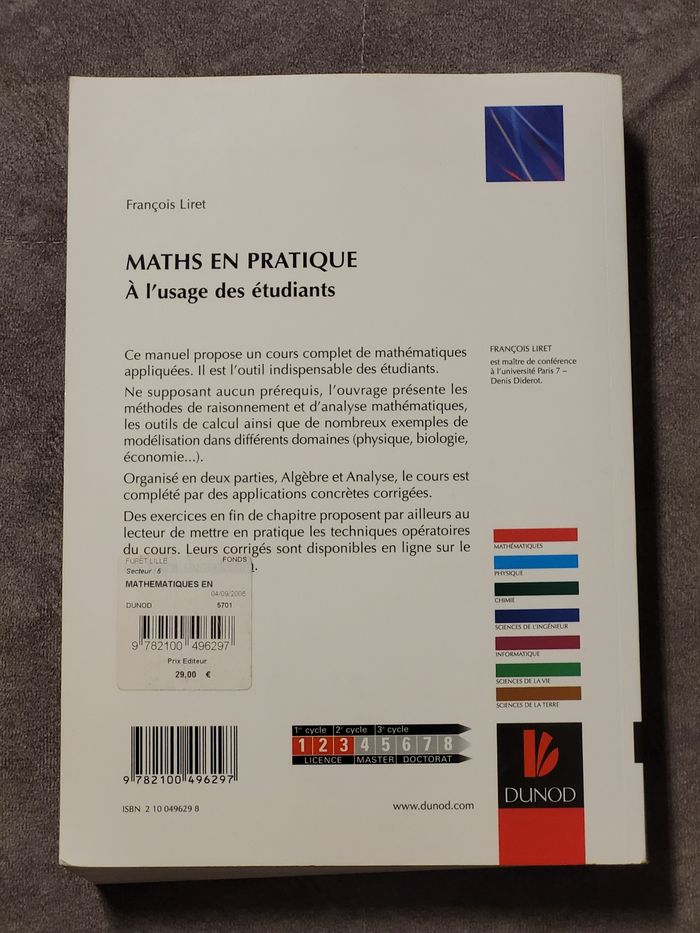 François Liret
MATHS EN PRATIQUE
À l'usage des étudiants
Ce manuel propose un cours complet de mathématiques
appliquées. Il est l'outil indispensable des étudiants.
Ne supposant aucun prérequis, l'ouvrage présente les
méthodes de raisonnement et d'analyse mathématiques,
les outils de calcul ainsi que de nombreux exemples de
modélisation dans différents domaines (physique, biologie,
économie...).
Organisé en deux parties, Algèbre et Analyse, le cours est
complété par des applications concrètes corrigées.
Des exercices en fin de chapitre proposent par ailleurs au
lecteur de mettre en pratique les techniques opératoires
du cours. Leurs corrigés sont disponibles en ligne sur le
FRANÇOIS LIRET
est maître de conférence
à l'université Paris 7 –
Denis Diderot.
MATHÉMATIQUES
PHYSIQUE
CHIMIE
SCIENCES DE L'INGÉNIEUR
INFORMATIQUE
SCIENCES DE LA VIE
SCIENCES DE LA TERRE
FURET LILLE FONDS
Secteur : 5
MATHEMATIQUES EN
04/09/2006
DUNOD 5701
9 782100 496297
Prix Editeur
29,00 €
9 782100 496297
ISBN 2 10 049629 8
1er cycle 2e cycle 3e cycle
1 2 3 4 5 6 7 8
LICENCE MASTER DOCTORAT
www.dunod.com
DUNOD